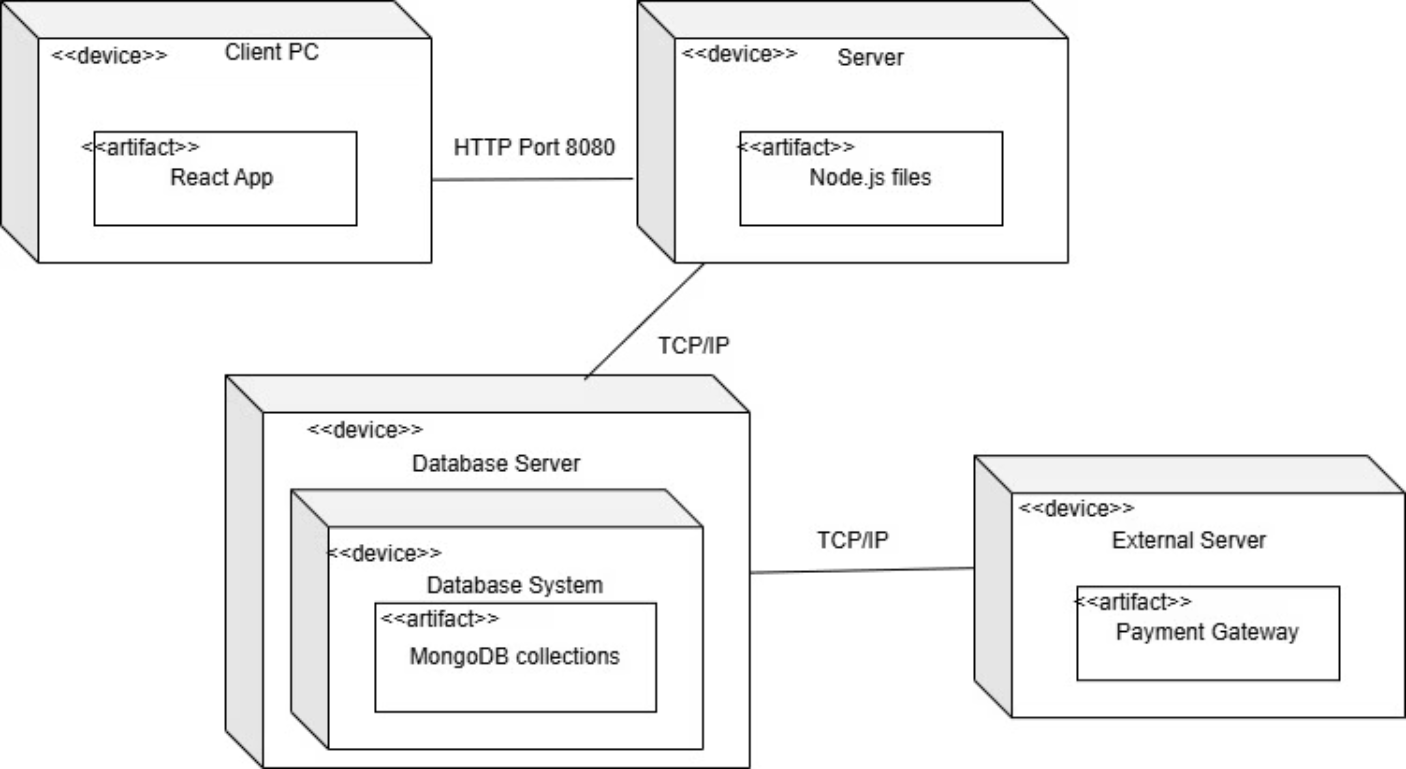 <<device>>
Client PC
<<artifact>>
React App
HTTP Port 8080
<<device>>
Server
<<artifact>>
Node.js files
TCP/IP
<<device>>
Database Server
<<device>>
Database System
<<artifact>>
MongoDB collections
TCP/IP
<<device>>
External Server
<<artifact>>
Payment Gateway